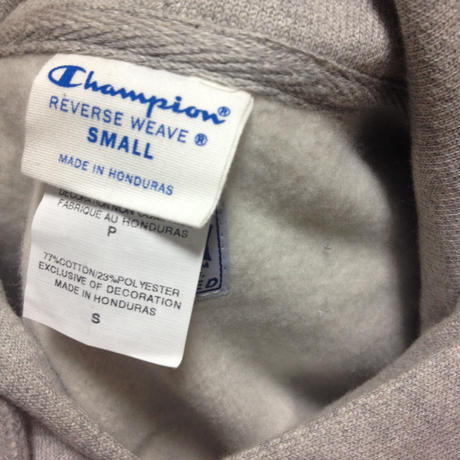 Champion®
REVERSE WEAVE®
SMALL
MADE IN HONDURAS
FABRIQUÉ AU HONDURAS
P
77%COTTON/23%POLYESTER
EXCLUSIVE OF DECORATION
MADE IN HONDURAS
S